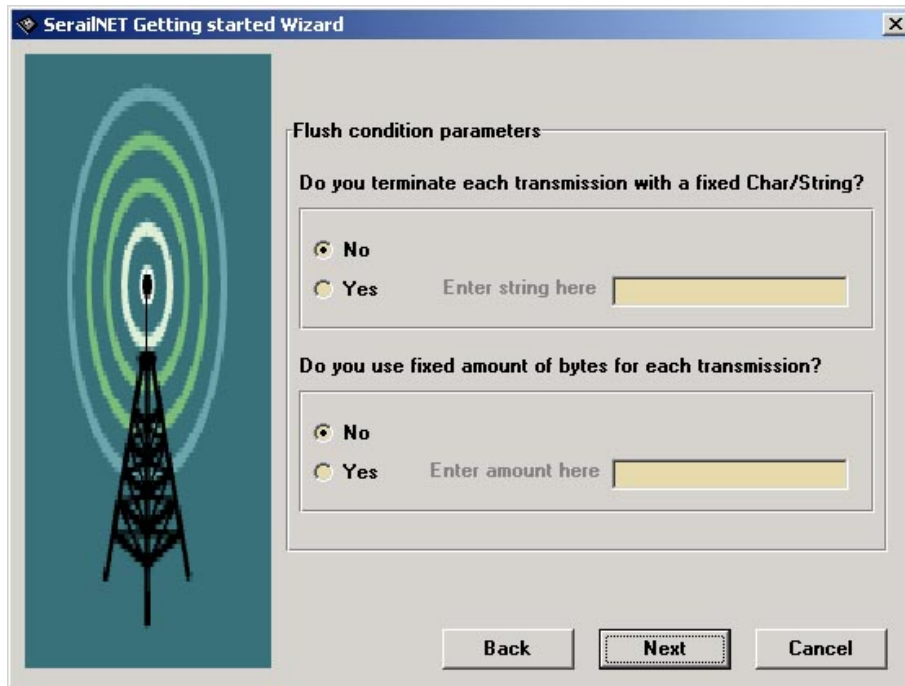 SerailNET Getting started Wizard
Flush condition parameters
Do you terminate each transmission with a fixed Char/String?
No
Yes Enter string here
Do you use fixed amount of bytes for each transmission?
No
Yes Enter amount here
Back Next Cancel